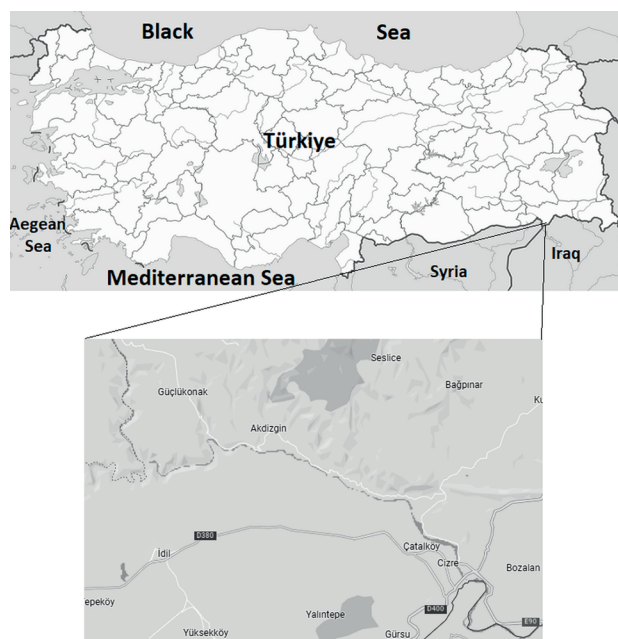 Black Sea
Türkiye
Aegean
Sea
Mediterranean Sea
Syria
Iraq
Seslice
Bağpınar
Güçlükonak
Akdizgin
D380
Çatalköy
İdil
Cizre
Bozalan
Yalıntepe
D400
E90
Yüksekköy
Gürsu